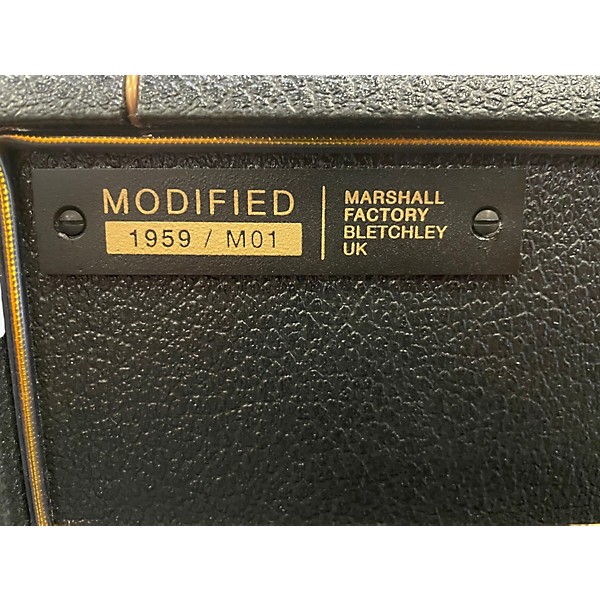 MODIFIED
1959 / M01
MARSHALL
FACTORY
BLETCHLEY
UK